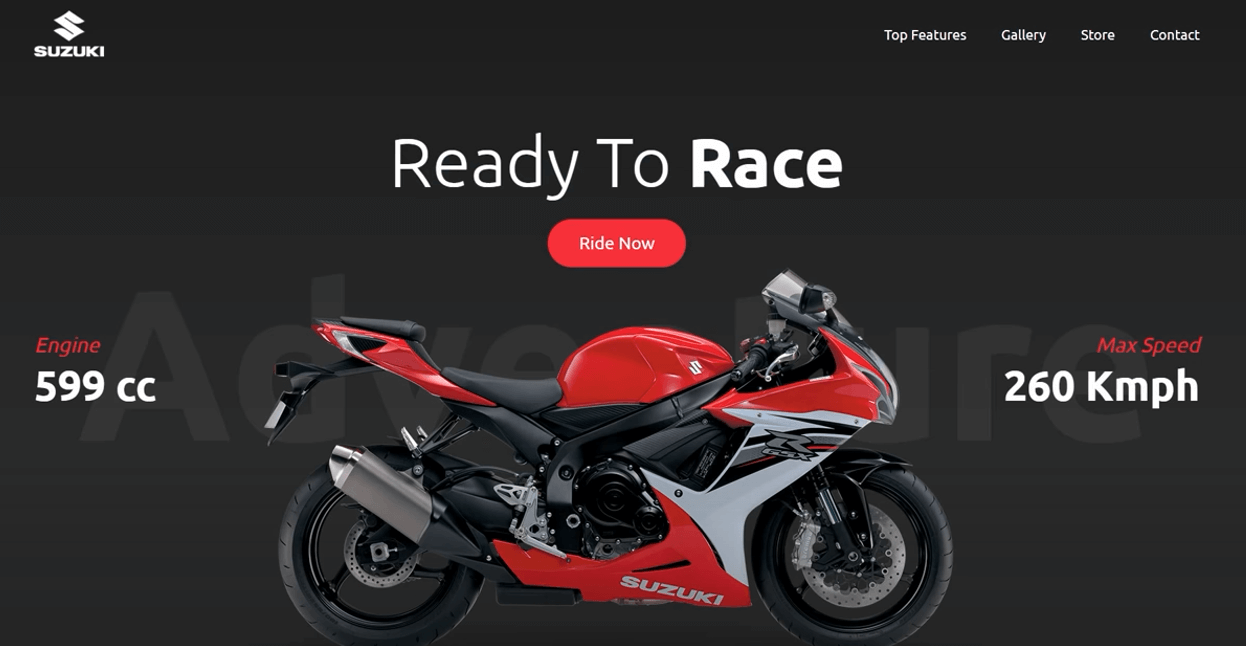 SUZUKI
Top Features Gallery Store Contact
Ready To Race
Ride Now
Adventure
Engine
599 cc
Max Speed
260 Kmph
R
GSX
SUZUKI